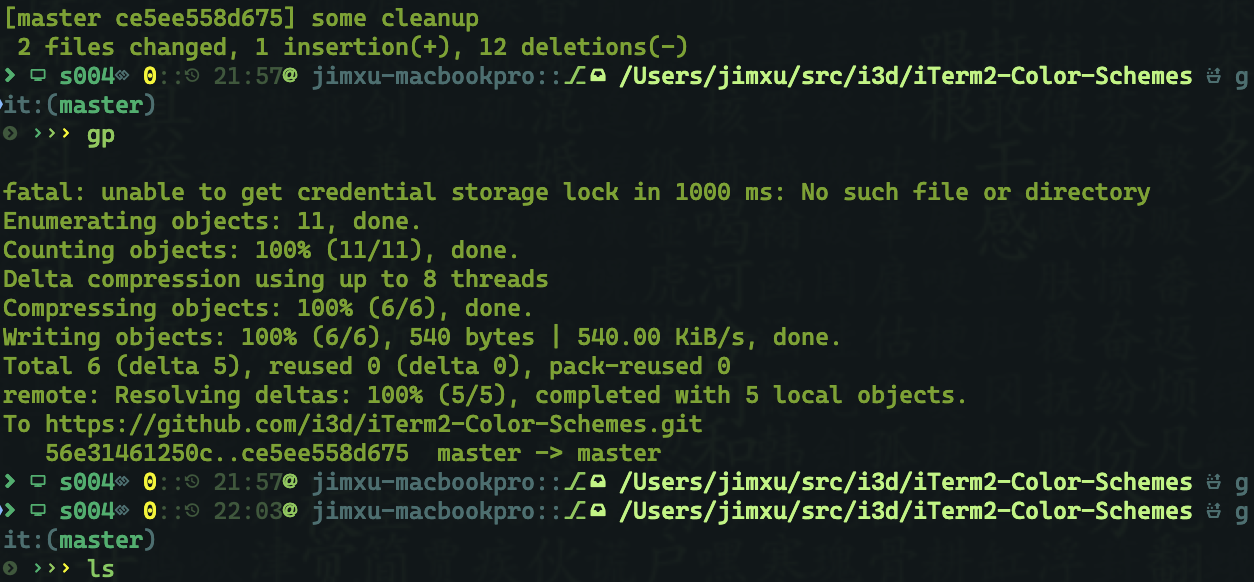 [master ce5ee558d675] some cleanup
 2 files changed, 1 insertion(+), 12 deletions(-)
s004 0::21:57@ jimxu-macbookpro:: /Users/jimxu/src/i3d/iTerm2-Color-Schemes g
it:(master)
››› gp
fatal: unable to get credential storage lock in 1000 ms: No such file or directory
Enumerating objects: 11, done.
Counting objects: 100% (11/11), done.
Delta compression using up to 8 threads
Compressing objects: 100% (6/6), done.
Writing objects: 100% (6/6), 540 bytes | 540.00 KiB/s, done.
Total 6 (delta 5), reused 0 (delta 0), pack-reused 0
remote: Resolving deltas: 100% (5/5), completed with 5 local objects.
To https://github.com/i3d/iTerm2-Color-Schemes.git
   56e31461250c..ce5ee558d675  master -> master
s004 0::21:57@ jimxu-macbookpro:: /Users/jimxu/src/i3d/iTerm2-Color-Schemes g
s004 0::22:03@ jimxu-macbookpro:: /Users/jimxu/src/i3d/iTerm2-Color-Schemes g
it:(master)
››› ls